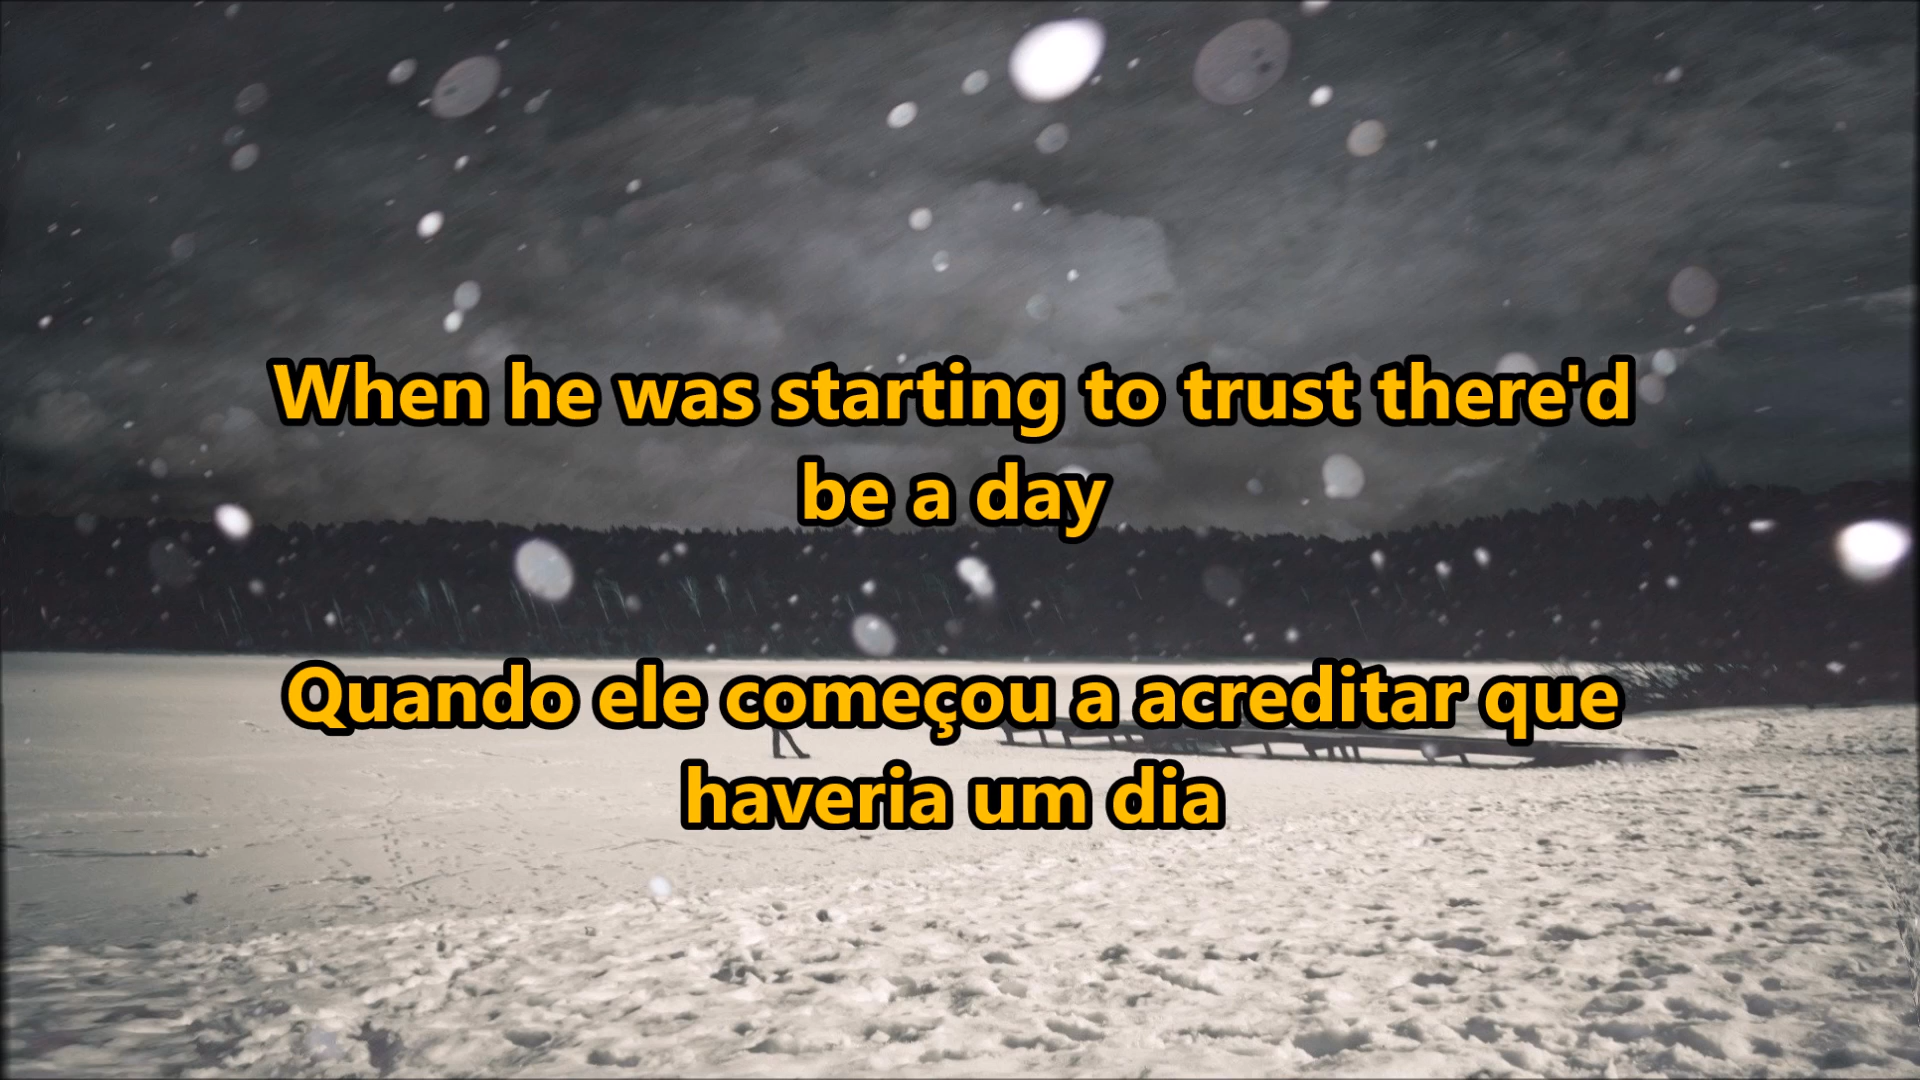 When he was starting to trust there'd
be a day
Quando ele começou a acreditar que
haveria um dia